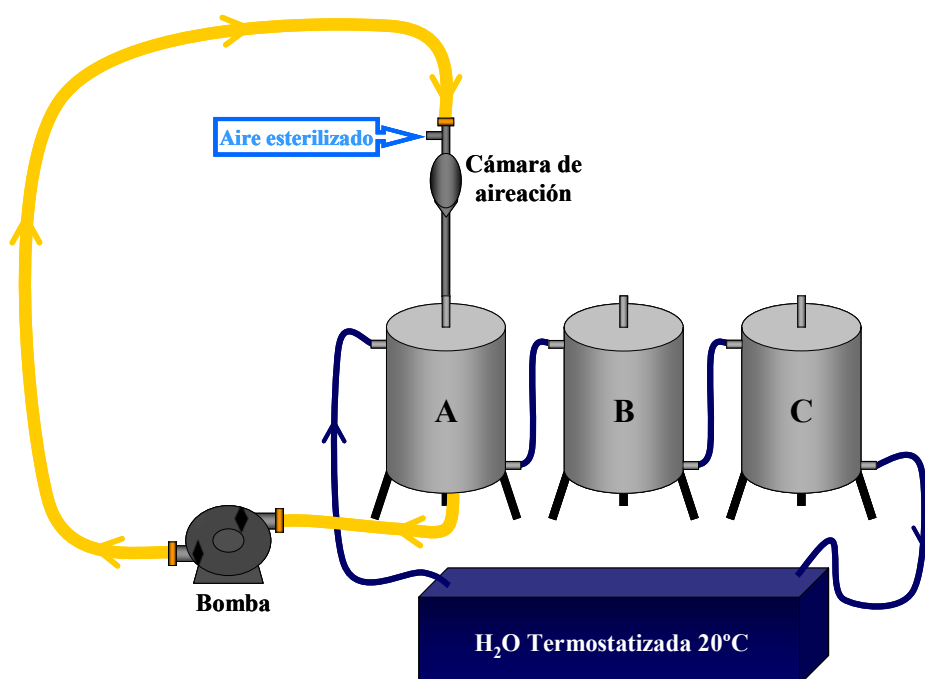 Aire esterilizado
Cámara de
aireación
A
B
C
Bomba
H₂O Termostatizada 20ºC